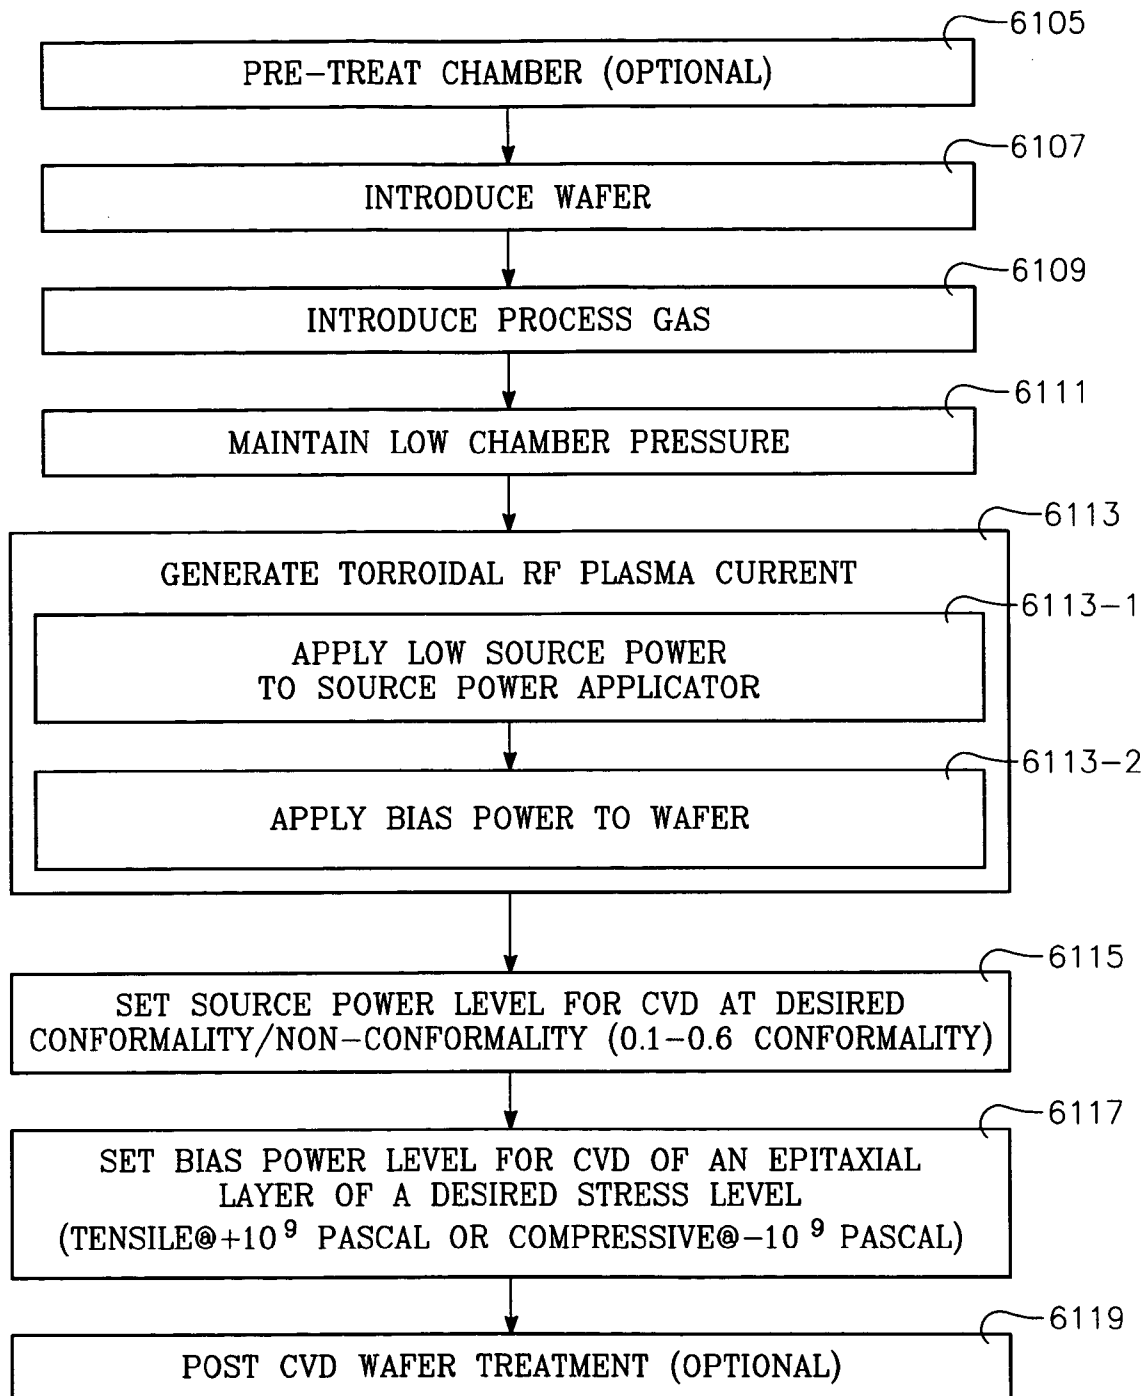 6105
PRE-TREAT CHAMBER (OPTIONAL)
6107
INTRODUCE WAFER
6109
INTRODUCE PROCESS GAS
6111
MAINTAIN LOW CHAMBER PRESSURE
6113
GENERATE TORROIDAL RF PLASMA CURRENT
6113-1
APPLY LOW SOURCE POWER
TO SOURCE POWER APPLICATOR
6113-2
APPLY BIAS POWER TO WAFER
6115
SET SOURCE POWER LEVEL FOR CVD AT DESIRED
CONFORMALITY/NON-CONFORMALITY (0.1-0.6 CONFORMALITY)
6117
SET BIAS POWER LEVEL FOR CVD OF AN EPITAXIAL
LAYER OF A DESIRED STRESS LEVEL
(TENSILE@+10⁹ PASCAL OR COMPRESSIVE@-10⁹ PASCAL)
6119
POST CVD WAFER TREATMENT (OPTIONAL)